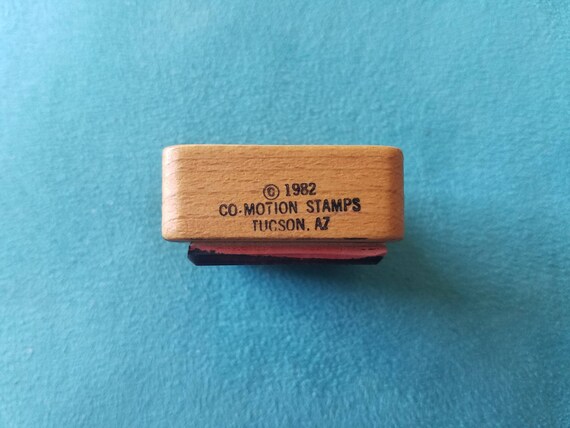 © 1982
CO-MOTION STAMPS
TUCSON, AZ